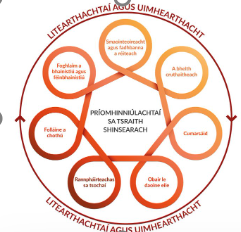 LITEARTHACHTAÍ AGUS UIMHEARTHACHT
Smaointeoireacht
agus fadhbanna
a réiteach
Foghlaim a
bhainistiú agus
féinbhainistiú
A bheith
cruthaitheach
PRÍOMHINNIÚLACHTAÍ
SA TSRAITH
SHINSEARACH
Folláine a
chothú
Cumarsáid
Rannpháirteachas
sa tsochaí
Obair le
daoine eile
LITEARTHACHTAÍ AGUS UIMHEARTHACHT